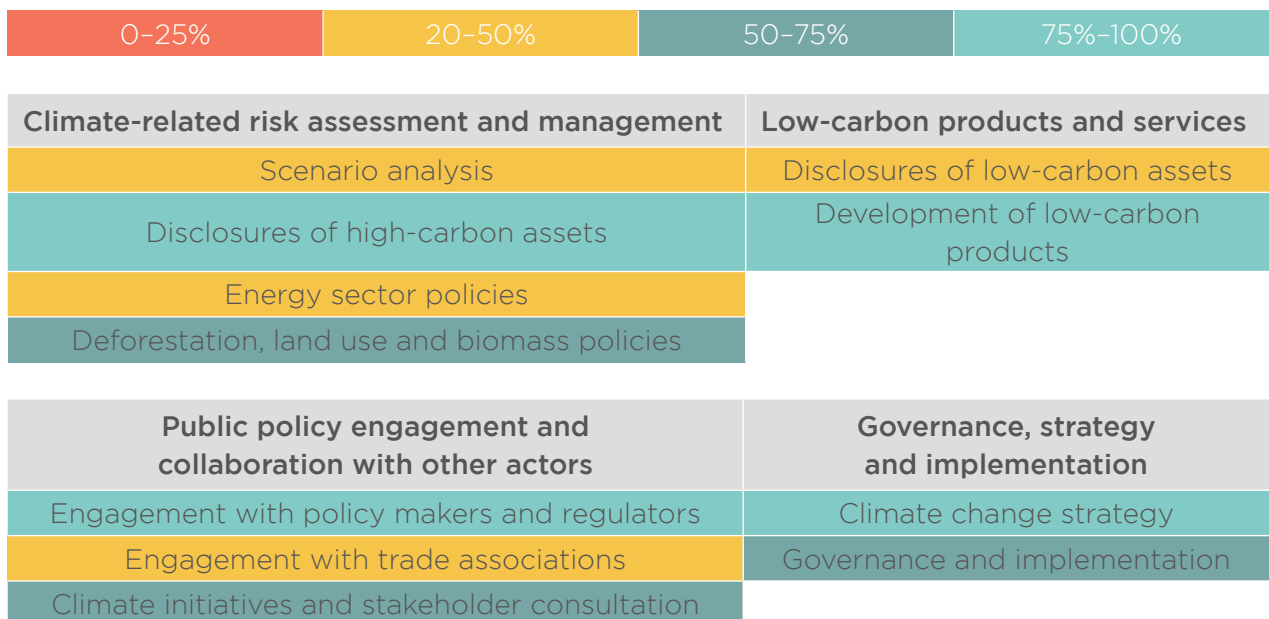 0–25% 20–50% 50–75% 75%–100%
Climate-related risk assessment and management Low-carbon products and services
Scenario analysis Disclosures of low-carbon assets
Disclosures of high-carbon assets Development of low-carbon
products
Energy sector policies
Deforestation, land use and biomass policies
Public policy engagement and Governance, strategy
collaboration with other actors and implementation
Engagement with policy makers and regulators Climate change strategy
Engagement with trade associations Governance and implementation
Climate initiatives and stakeholder consultation